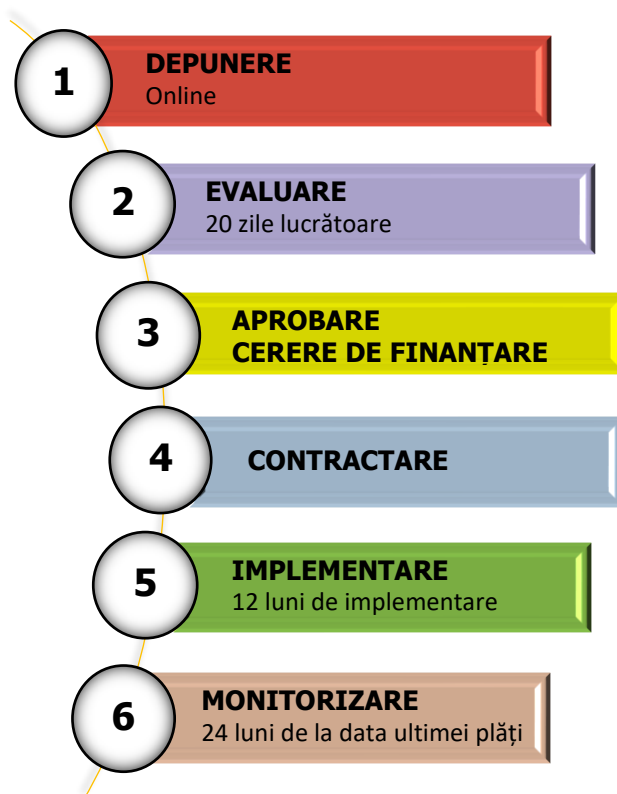 1
DEPUNERE
Online
2
EVALUARE
20 zile lucrătoare
3
APROBARE
CERERE DE FINANȚARE
4
CONTRACTARE
5
IMPLEMENTARE
12 luni de implementare
6
MONITORIZARE
24 luni de la data ultimei plăți